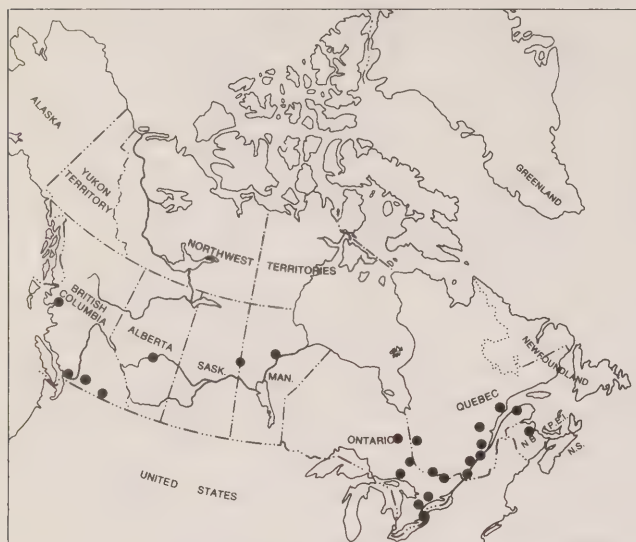 ALASKA
YUKON
TERRITORY
GREENLAND
NORTHWEST TERRITORIES
BRITISH
COLUMBIA
ALBERTA
SASK.
MAN.
NEWFOUNDLAND
QUEBEC
ONTARIO
P.E.I.
N.B.
N.S.
UNITED STATES